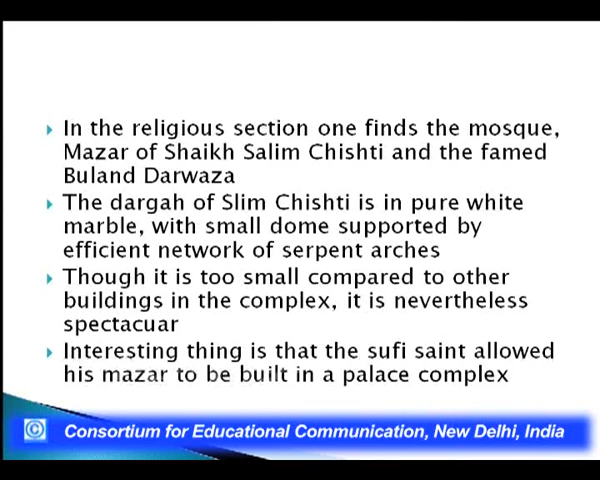 In the religious section one finds the mosque,
Mazar of Shaikh Salim Chishti and the famed
Buland Darwaza
The dargah of Slim Chishti is in pure white
marble, with small dome supported by
efficient network of serpent arches
Though it is too small compared to other
buildings in the complex, it is nevertheless
spectacuar
Interesting thing is that the sufi saint allowed
his mazar to be built in a palace complex
© Consortium for Educational Communication, New Delhi, India